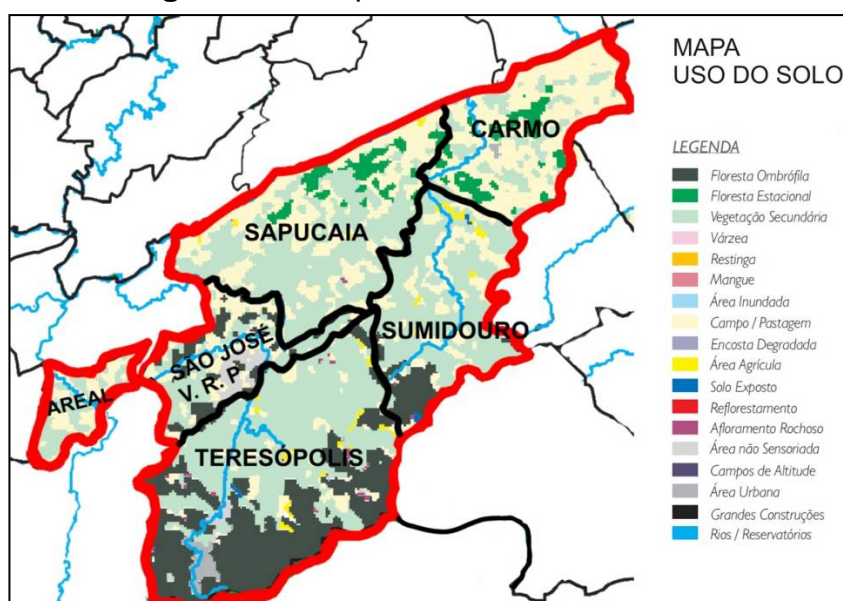 MAPA
USO DO SOLO
LEGENDA
Floresta Ombrófila
Floresta Estacional
Vegetação Secundária
Várzea
Restinga
Mangue
Área Inundada
Campo / Pastagem
Encosta Degradada
Área Agrícula
Solo Exposto
Reflorestamento
Afloramento Rochoso
Área não Sensoriada
Campos de Altitude
Área Urbana
Grandes Construções
Rios / Reservatórios
CARMO
SAPUCAIA
SUMIDOURO
SÃO JOSÉ
V. R. P.
AREAL
TERESÓPOLIS